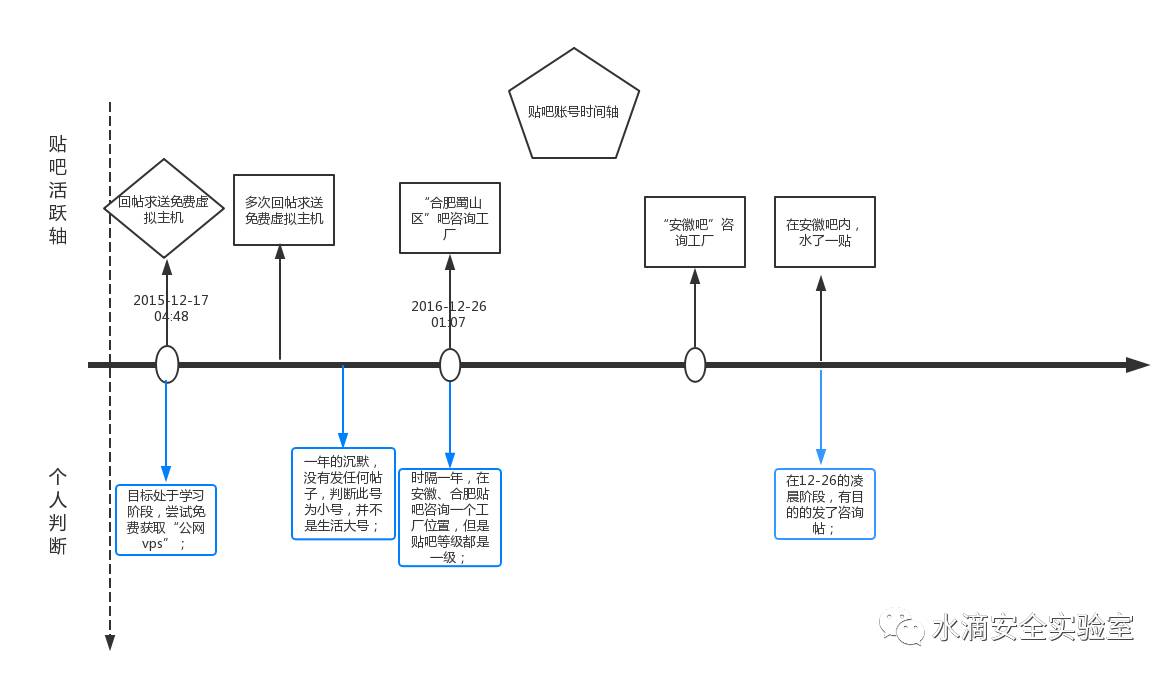 贴吧账号时间轴
贴吧活跃轴
回帖求送免费虚
拟主机
多次回帖求送
免费虚拟主机
“合肥蜀山
区”吧咨询工
厂
“安徽吧”咨
询工厂
在安徽吧内，
水了一贴
2015-12-17
04:48
2016-12-26
01:07
个人判断
目标处于学习
阶段，尝试免
费获取“公网
vps”；
一年的沉默，
没有发任何帖
子，判断此号
为小号，并不
是生活大号；
时隔一年，在
安徽、合肥贴
吧咨询一个工
厂位置，但是
贴吧等级都是
一级；
在12-26的凌
晨阶段，有目
的的发了咨询
帖；
水滴安全实验室